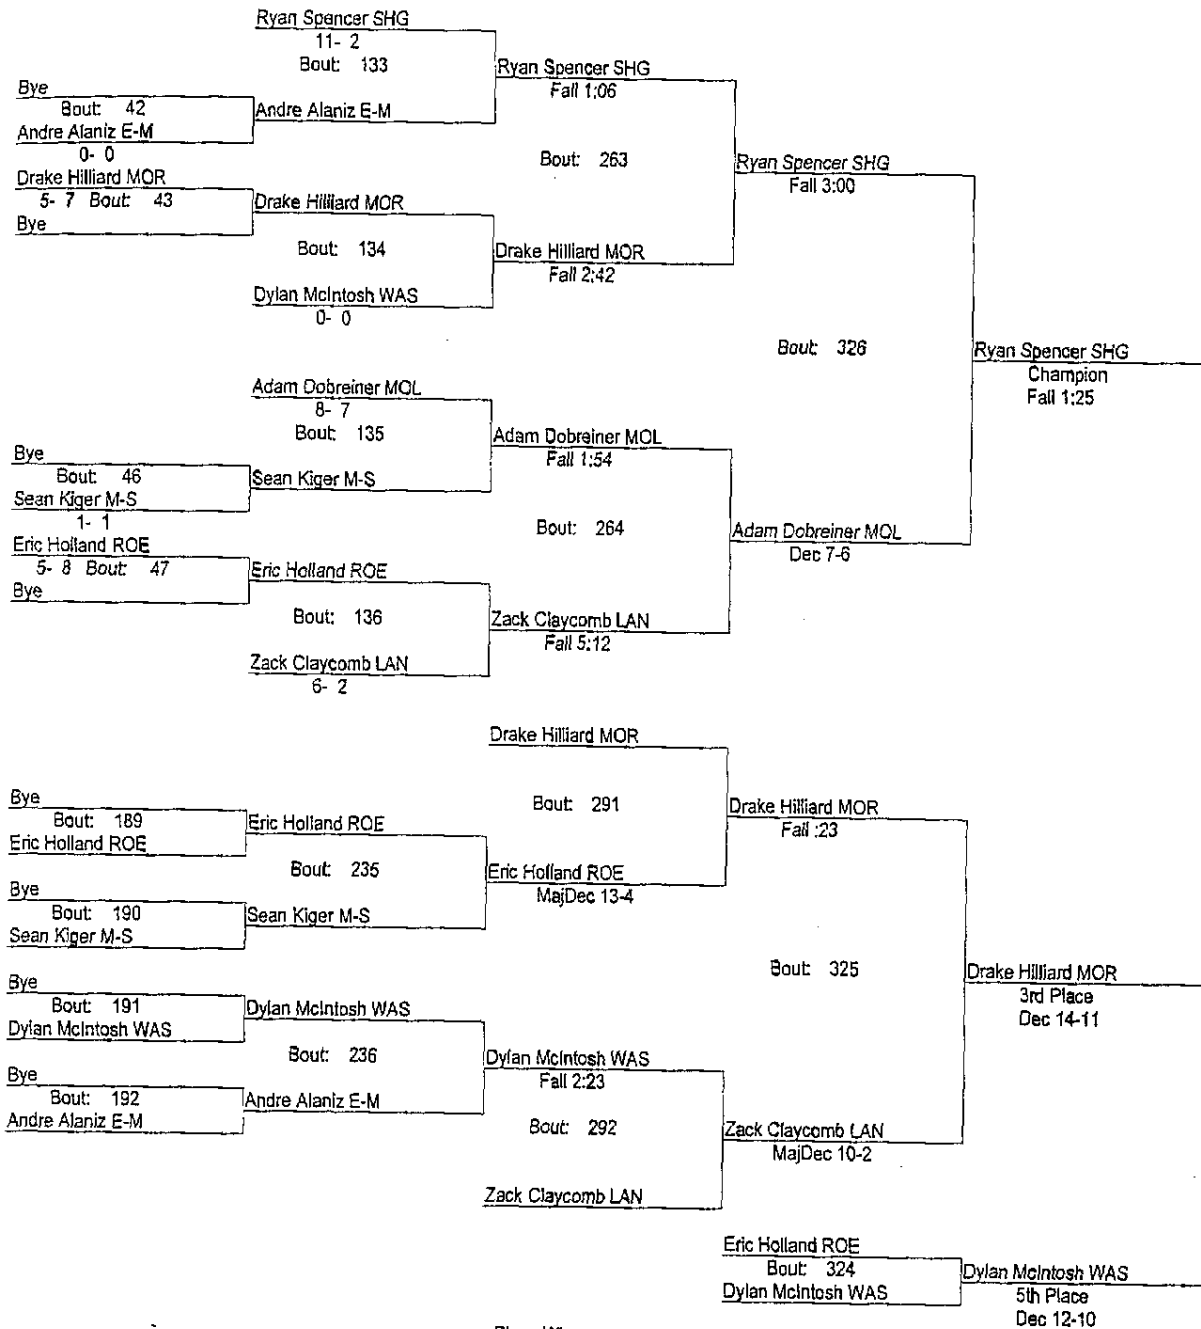 Ryan Spencer SHG
11- 2
Bout: 133
Ryan Spencer SHG
Fall 1:06
Bye
Bout: 42
Andre Alaniz E-M
Andre Alaniz E-M
0- 0
Bout: 263
Ryan Spencer SHG
Fall 3:00
Drake Hilliard MOR
5- 7 Bout: 43
Drake Hilliard MOR
Bye
Bout: 134
Drake Hilliard MOR
Fall 2:42
Dylan McIntosh WAS
0- 0
Bout: 326
Ryan Spencer SHG
Champion
Fall 1:25
Adam Dobreiner MOL
8- 7
Bout: 135
Adam Dobreiner MOL
Fall 1:54
Bye
Bout: 46
Sean Kiger M-S
Sean Kiger M-S
1- 1
Bout: 264
Adam Dobreiner MOL
Dec 7-6
Eric Holland ROE
5- 8 Bout: 47
Eric Holland ROE
Bye
Bout: 136
Zack Claycomb LAN
Fall 5:12
Zack Claycomb LAN
6- 2
Drake Hilliard MOR
Bout: 291
Drake Hilliard MOR
Fall :23
Bye
Bout: 189
Eric Holland ROE
Eric Holland ROE
Bout: 235
Eric Holland ROE
MajDec 13-4
Bye
Bout: 190
Sean Kiger M-S
Sean Kiger M-S
Bout: 325
Drake Hilliard MOR
3rd Place
Dec 14-11
Bye
Bout: 191
Dylan McIntosh WAS
Dylan McIntosh WAS
Bout: 236
Dylan McIntosh WAS
Fall 2:23
Bye
Bout: 192
Andre Alaniz E-M
Andre Alaniz E-M
Bout: 292
Zack Claycomb LAN
MajDec 10-2
Zack Claycomb LAN
Eric Holland ROE
Bout: 324
Dylan McIntosh WAS
Dylan McIntosh WAS
5th Place
Dec 12-10